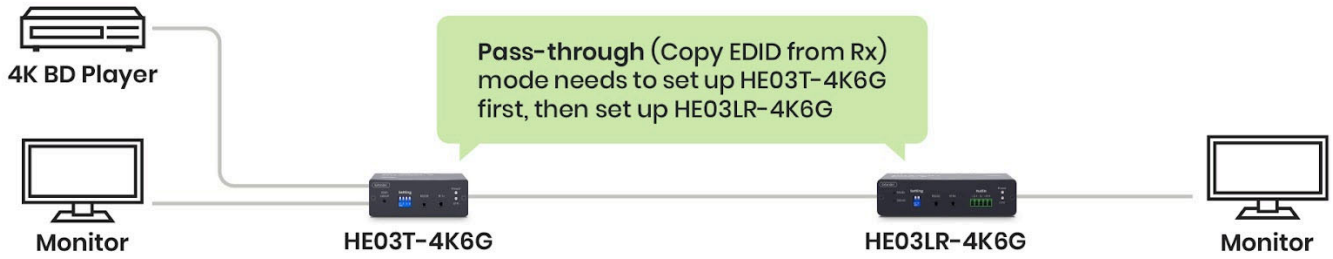 Pass-through (Copy EDID from Rx)
mode needs to set up HE03T-4K6G
first, then set up HE03LR-4K6G
4K BD Player
Monitor
HE03T-4K6G
HE03LR-4K6G
Monitor